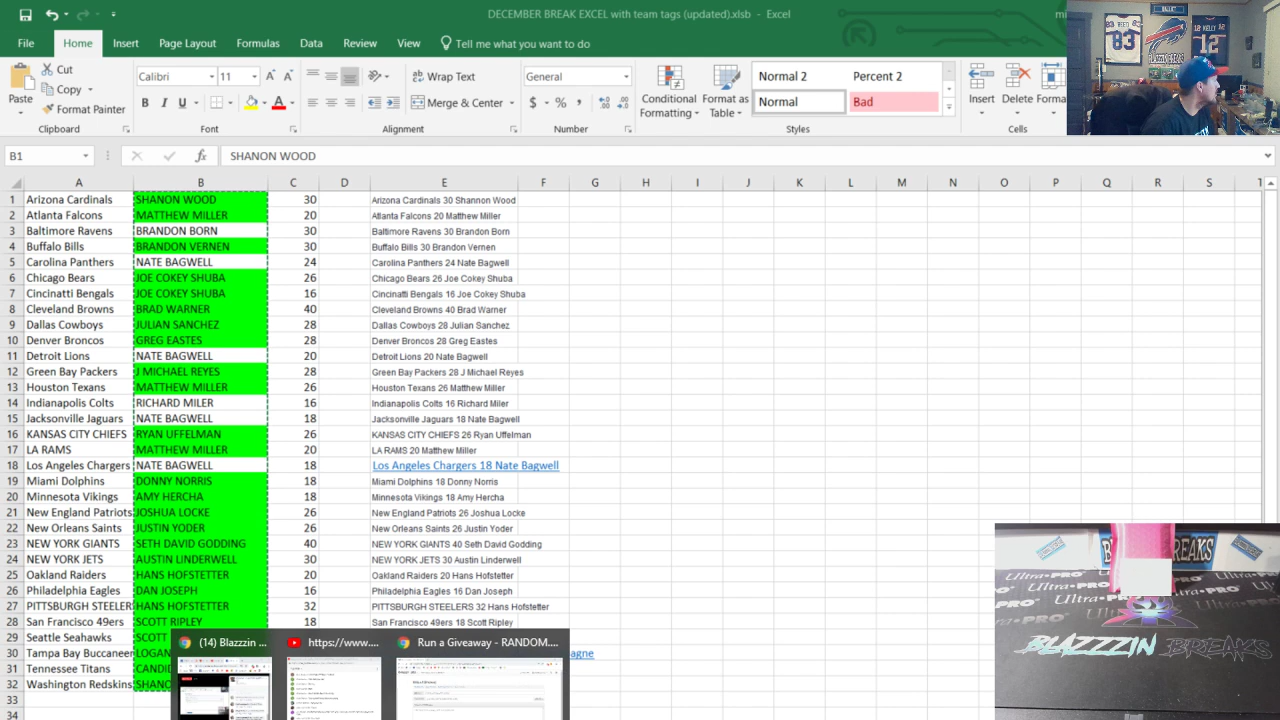 DECEMBER BREAK EXCEL with team tags (updated).xlsb - Excel
File Home Insert Page Layout Formulas Data Review View Tell me what you want to do
Paste Cut Copy Format Painter Clipboard
Calibri 11 B I U Font
Wrap Text Merge & Center Alignment
General $ % , Number
Conditional Formatting Format as Table Normal 2 Percent 2 Normal Bad Styles
Insert Delete Forma Cells
REED 83 KELLY 12
B1 fx SHANON WOOD
A B C D E F G H I J K L M N O P Q R S T
1 Arizona Cardinals SHANON WOOD 30 Arizona Cardinals 30 Shannon Wood
2 Atlanta Falcons MATTHEW MILLER 20 Atlanta Falcons 20 Matthew Miller
3 Baltimore Ravens BRANDON BORN 30 Baltimore Ravens 30 Brandon Born
4 Buffalo Bills BRANDON VERNEN 30 Buffalo Bills 30 Brandon Vernen
5 Carolina Panthers NATE BAGWELL 24 Carolina Panthers 24 Nate Bagwell
6 Chicago Bears JOE COKEY SHUBA 26 Chicago Bears 26 Joe Cokey Shuba
7 Cincinatti Bengals JOE COKEY SHUBA 16 Cincinatti Bengals 16 Joe Cokey Shuba
8 Cleveland Browns BRAD WARNER 40 Cleveland Browns 40 Brad Warner
9 Dallas Cowboys JULIAN SANCHEZ 28 Dallas Cowboys 28 Julian Sanchez
10 Denver Broncos GREG EASTES 28 Denver Broncos 28 Greg Eastes
11 Detroit Lions NATE BAGWELL 20 Detroit Lions 20 Nate Bagwell
12 Green Bay Packers J MICHAEL REYES 28 Green Bay Packers 28 J Michael Reyes
13 Houston Texans MATTHEW MILLER 26 Houston Texans 26 Matthew Miller
14 Indianapolis Colts RICHARD MILER 16 Indianapolis Colts 16 Richard Miler
15 Jacksonville Jaguars NATE BAGWELL 18 Jacksonville Jaguars 18 Nate Bagwell
16 KANSAS CITY CHIEFS RYAN UFFELMAN 26 KANSAS CITY CHIEFS 26 Ryan Uffelman
17 LA RAMS MATTHEW MILLER 20 LA RAMS 20 Matthew Miller
18 Los Angeles Chargers NATE BAGWELL 18 Los Angeles Chargers 18 Nate Bagwell
19 Miami Dolphins DONNY NORRIS 18 Miami Dolphins 18 Donny Norris
20 Minnesota Vikings AMY HERCHA 18 Minnesota Vikings 18 Amy Hercha
21 New England Patriots JOSHUA LOCKE 26 New England Patriots 26 Joshua Locke
22 New Orleans Saints JUSTIN YODER 26 New Orleans Saints 26 Justin Yoder
23 NEW YORK GIANTS SETH DAVID GODDING 40 NEW YORK GIANTS 40 Seth David Godding
24 NEW YORK JETS AUSTIN LINDERWELL 30 NEW YORK JETS 30 Austin Linderwell
25 Oakland Raiders HANS HOFSTETTER 20 Oakland Raiders 20 Hans Hofstetter
26 Philadelphia Eagles DAN JOSEPH 16 Philadelphia Eagles 16 Dan Joseph
27 PITTSBURGH STEELER HANS HOFSTETTER 32 PITTSBURGH STEELERS 32 Hans Hofstetter
28 San Francisco 49ers SCOTT RIPLEY 18 San Francisco 49ers 18 Scott Ripley
29 Seattle Seahawks SCOTT
30 Tampa Bay Buccaneer LOGAN agne
31 Tennessee Titans CANDID
32 Washington Redskins SHANO
33
34
(14) Blazzzin ... https://www.... Run a Giveaway - RANDOM....
B REAKS
Ultra•PRO
BLAZZZIN BREAKS